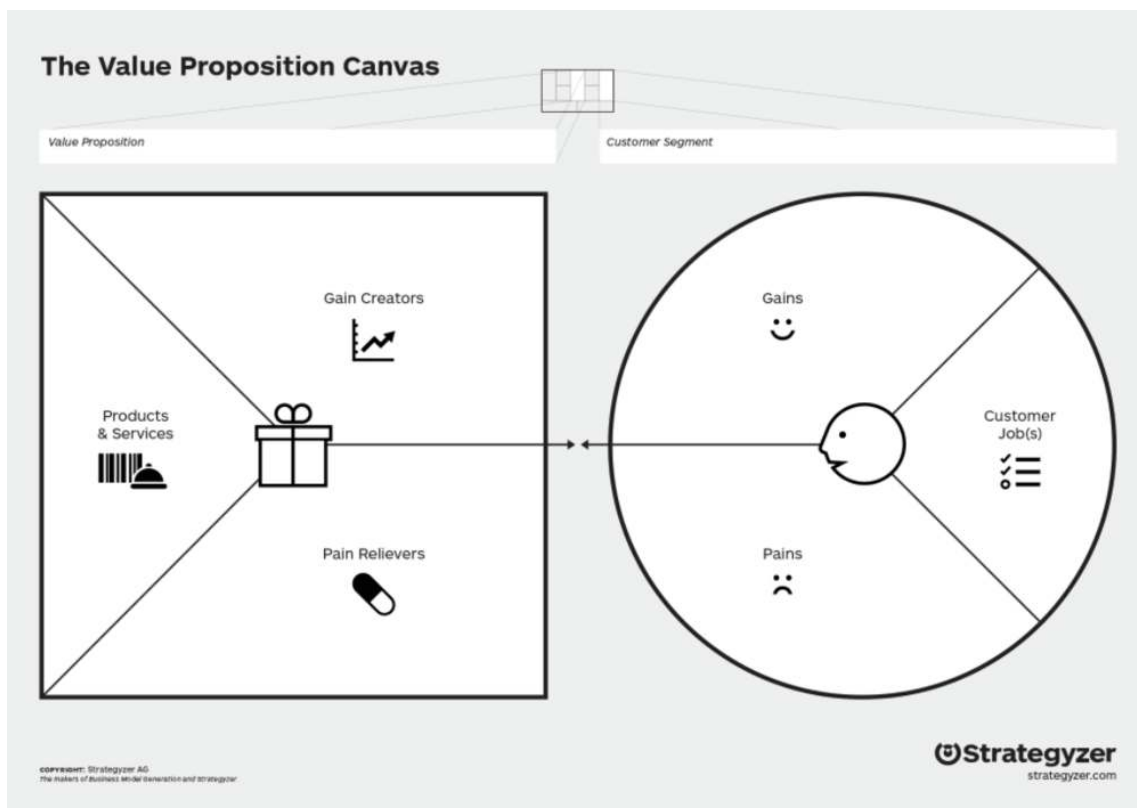 The Value Proposition Canvas
Value Proposition
Customer Segment
Gain Creators
Gains
Products
& Services
Customer
Job(s)
Pain Relievers
Pains
Strategyzer
strategyzer.com
COPYRIGHT: Strategyzer AG
The makers of Business Model Generation and Strategyzer